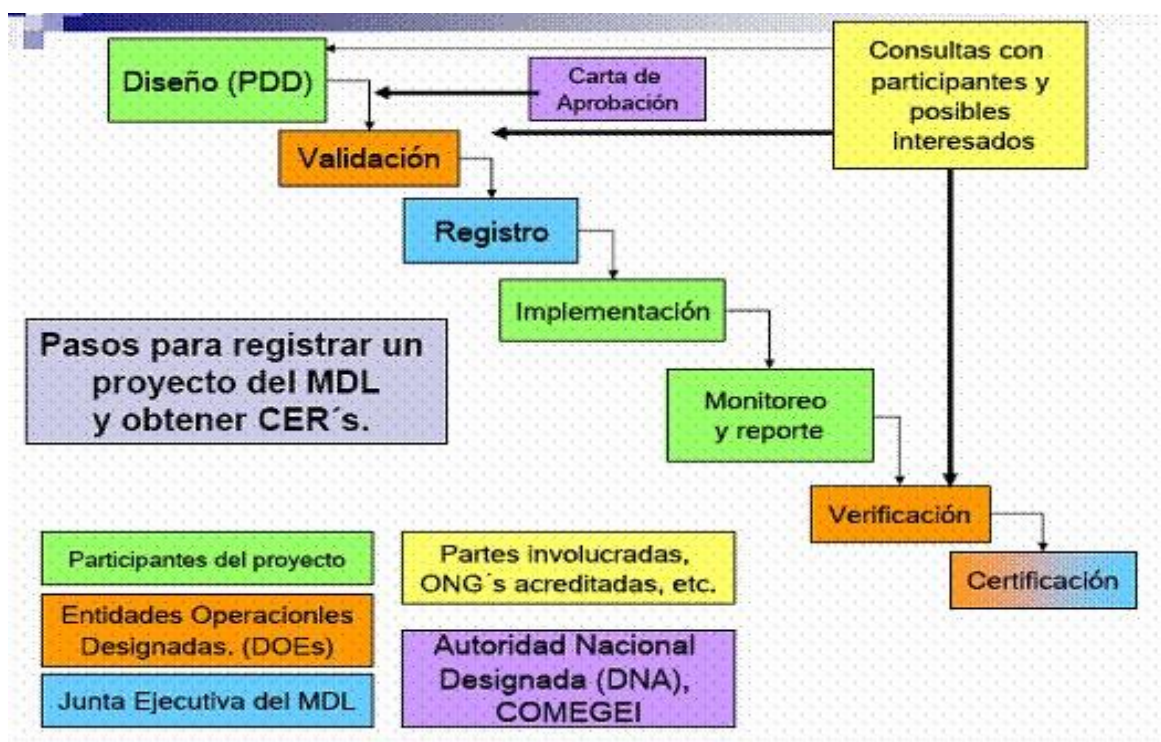 Diseño (PDD)
Carta de
Aprobación
Consultas con
participantes y
posibles
interesados
Validación
Registro
Implementación
Pasos para registrar un
proyecto del MDL
y obtener CER´s.
Monitoreo
y reporte
Verificación
Certificación
Participantes del proyecto
Partes involucradas,
ONG´s acreditadas, etc.
Entidades Operacionles
Designadas. (DOEs)
Autoridad Nacional
Designada (DNA),
COMEGEI
Junta Ejecutiva del MDL